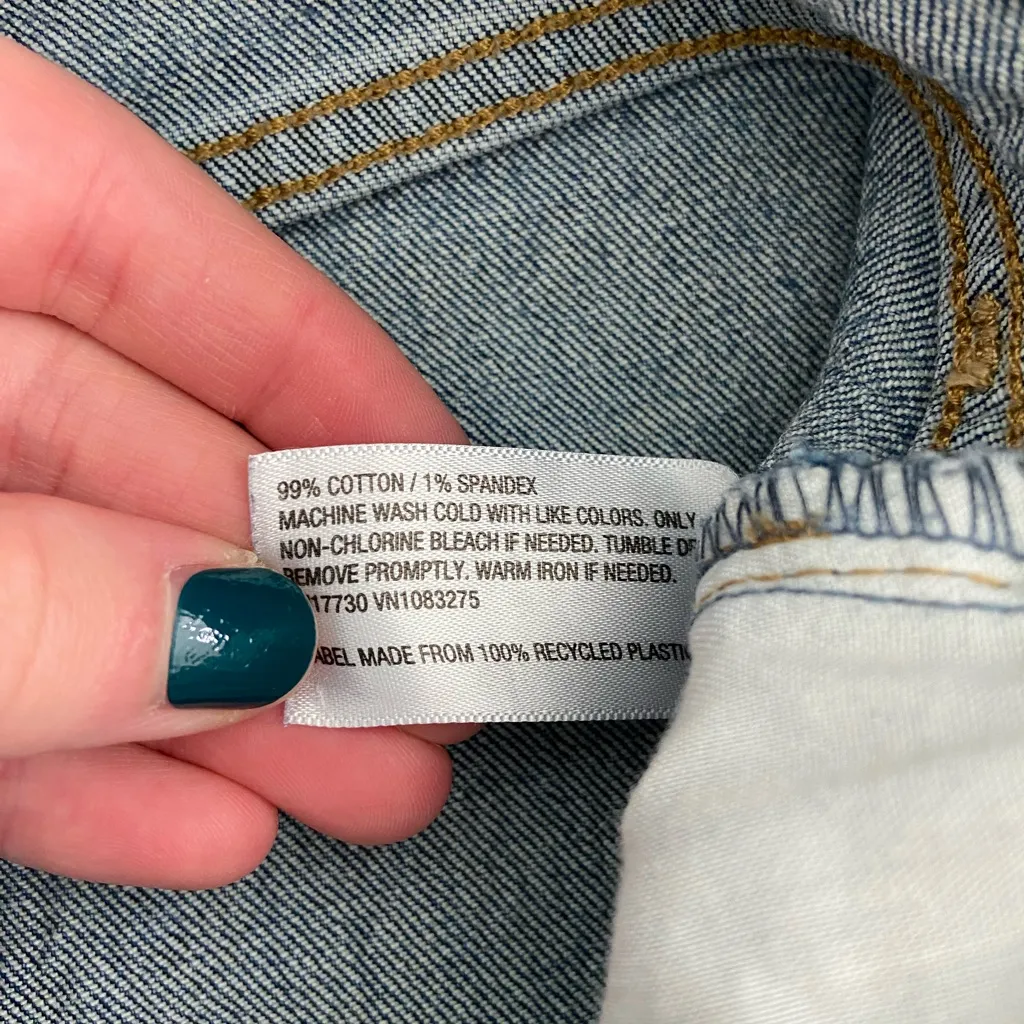 99% COTTON / 1% SPANDEX
MACHINE WASH COLD WITH LIKE COLORS. ONLY
NON-CHLORINE BLEACH IF NEEDED. TUMBLE
REMOVE PROMPTLY. WARM IRON IF NEEDED.
17730 VN1083275
MADE FROM 100% RECYCLED